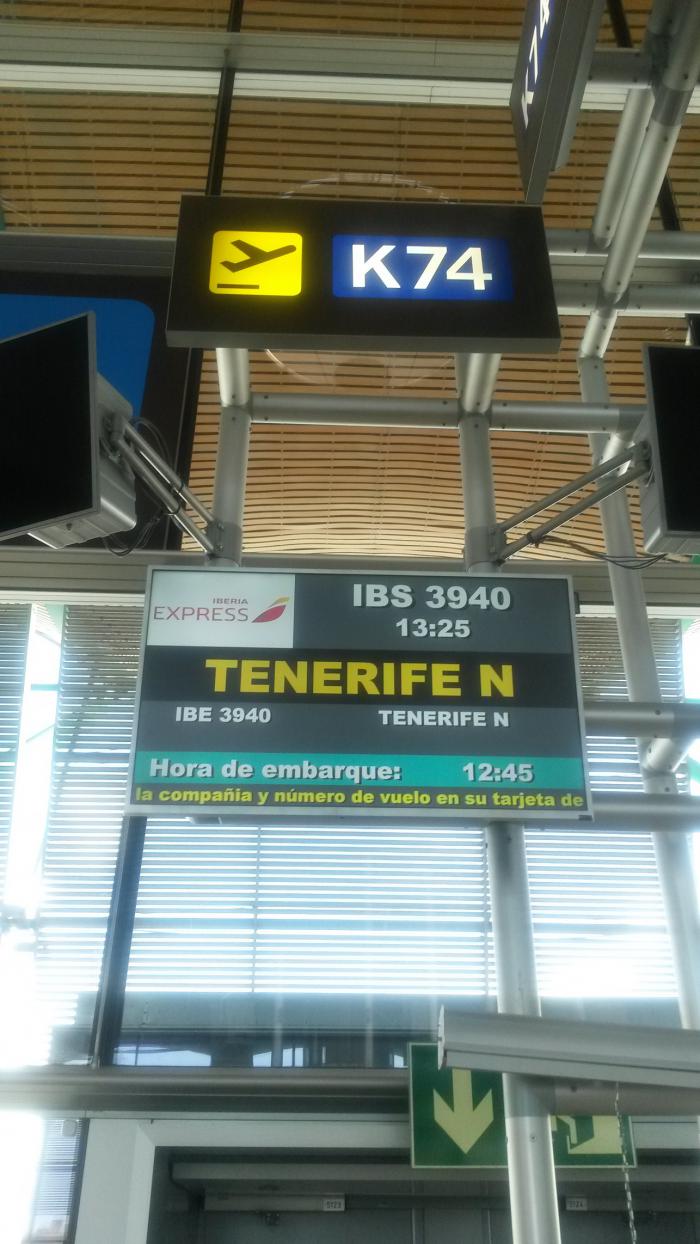 K74
K74
IBERIA
EXPRESS
IBS 3940
13:25
TENERIFE N
IBE 3940 TENERIFE N
Hora de embarque: 12:45
la compañia y número de vuelo en su tarjeta de